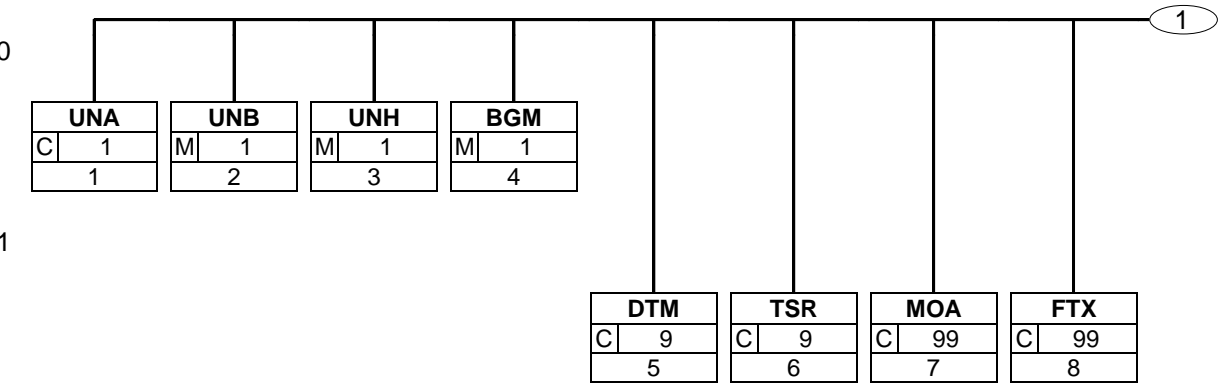 1
0
UNA UNB UNH BGM
C 1 M 1 M 1 M 1
1 2 3 4
1
DTM TSR MOA FTX
C 9 C 9 C 99 C 99
5 6 7 8